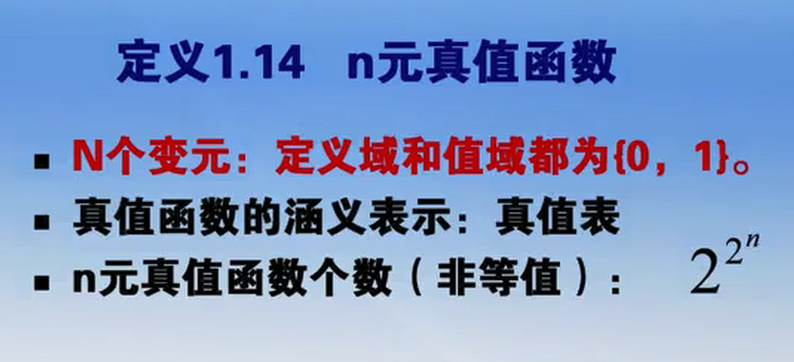 定义1.14 n元真值函数
▪ N个变元：定义域和值域都为{0，1}。
▪ 真值函数的涵义表示：真值表
▪ n元真值函数个数（非等值）： 2^{2^n}